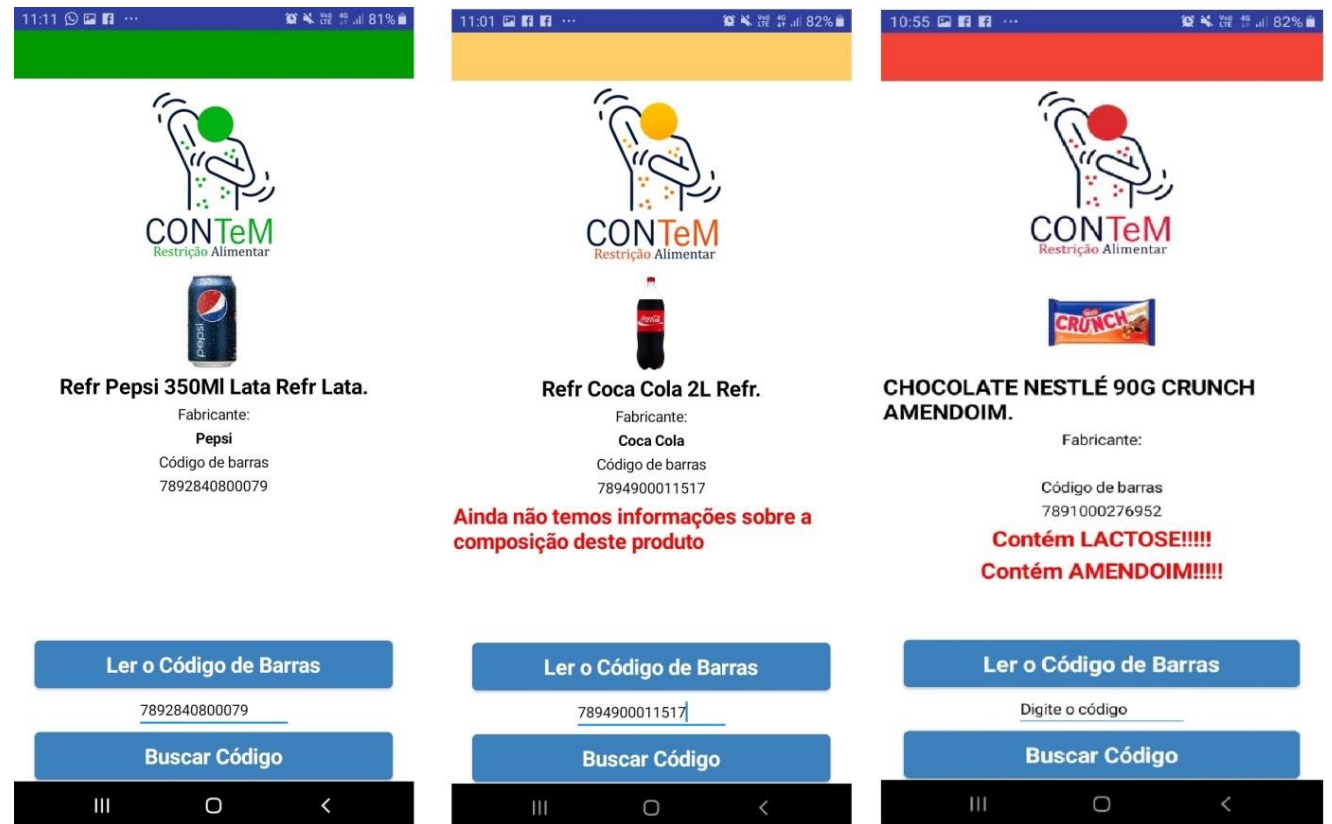 11:11 81%
CONTeM
Restrição Alimentar
pepsi
Refr Pepsi 350Ml Lata Refr Lata.
Fabricante:
Pepsi
Código de barras
7892840800079
Ler o Código de Barras
7892840800079
Buscar Código
11:01 82%
CONTeM
Restrição Alimentar
Coca-Cola
Refr Coca Cola 2L Refr.
Fabricante:
Coca Cola
Código de barras
7894900011517
Ainda não temos informações sobre a
composição deste produto
Ler o Código de Barras
7894900011517
Buscar Código
10:55 82%
CONTeM
Restrição Alimentar
CRUNCH
CHOCOLATE NESTLÉ 90G CRUNCH
AMENDOIM.
Fabricante:
Código de barras
7891000276952
Contém LACTOSE!!!!!
Contém AMENDOIM!!!!!
Ler o Código de Barras
Digite o código
Buscar Código